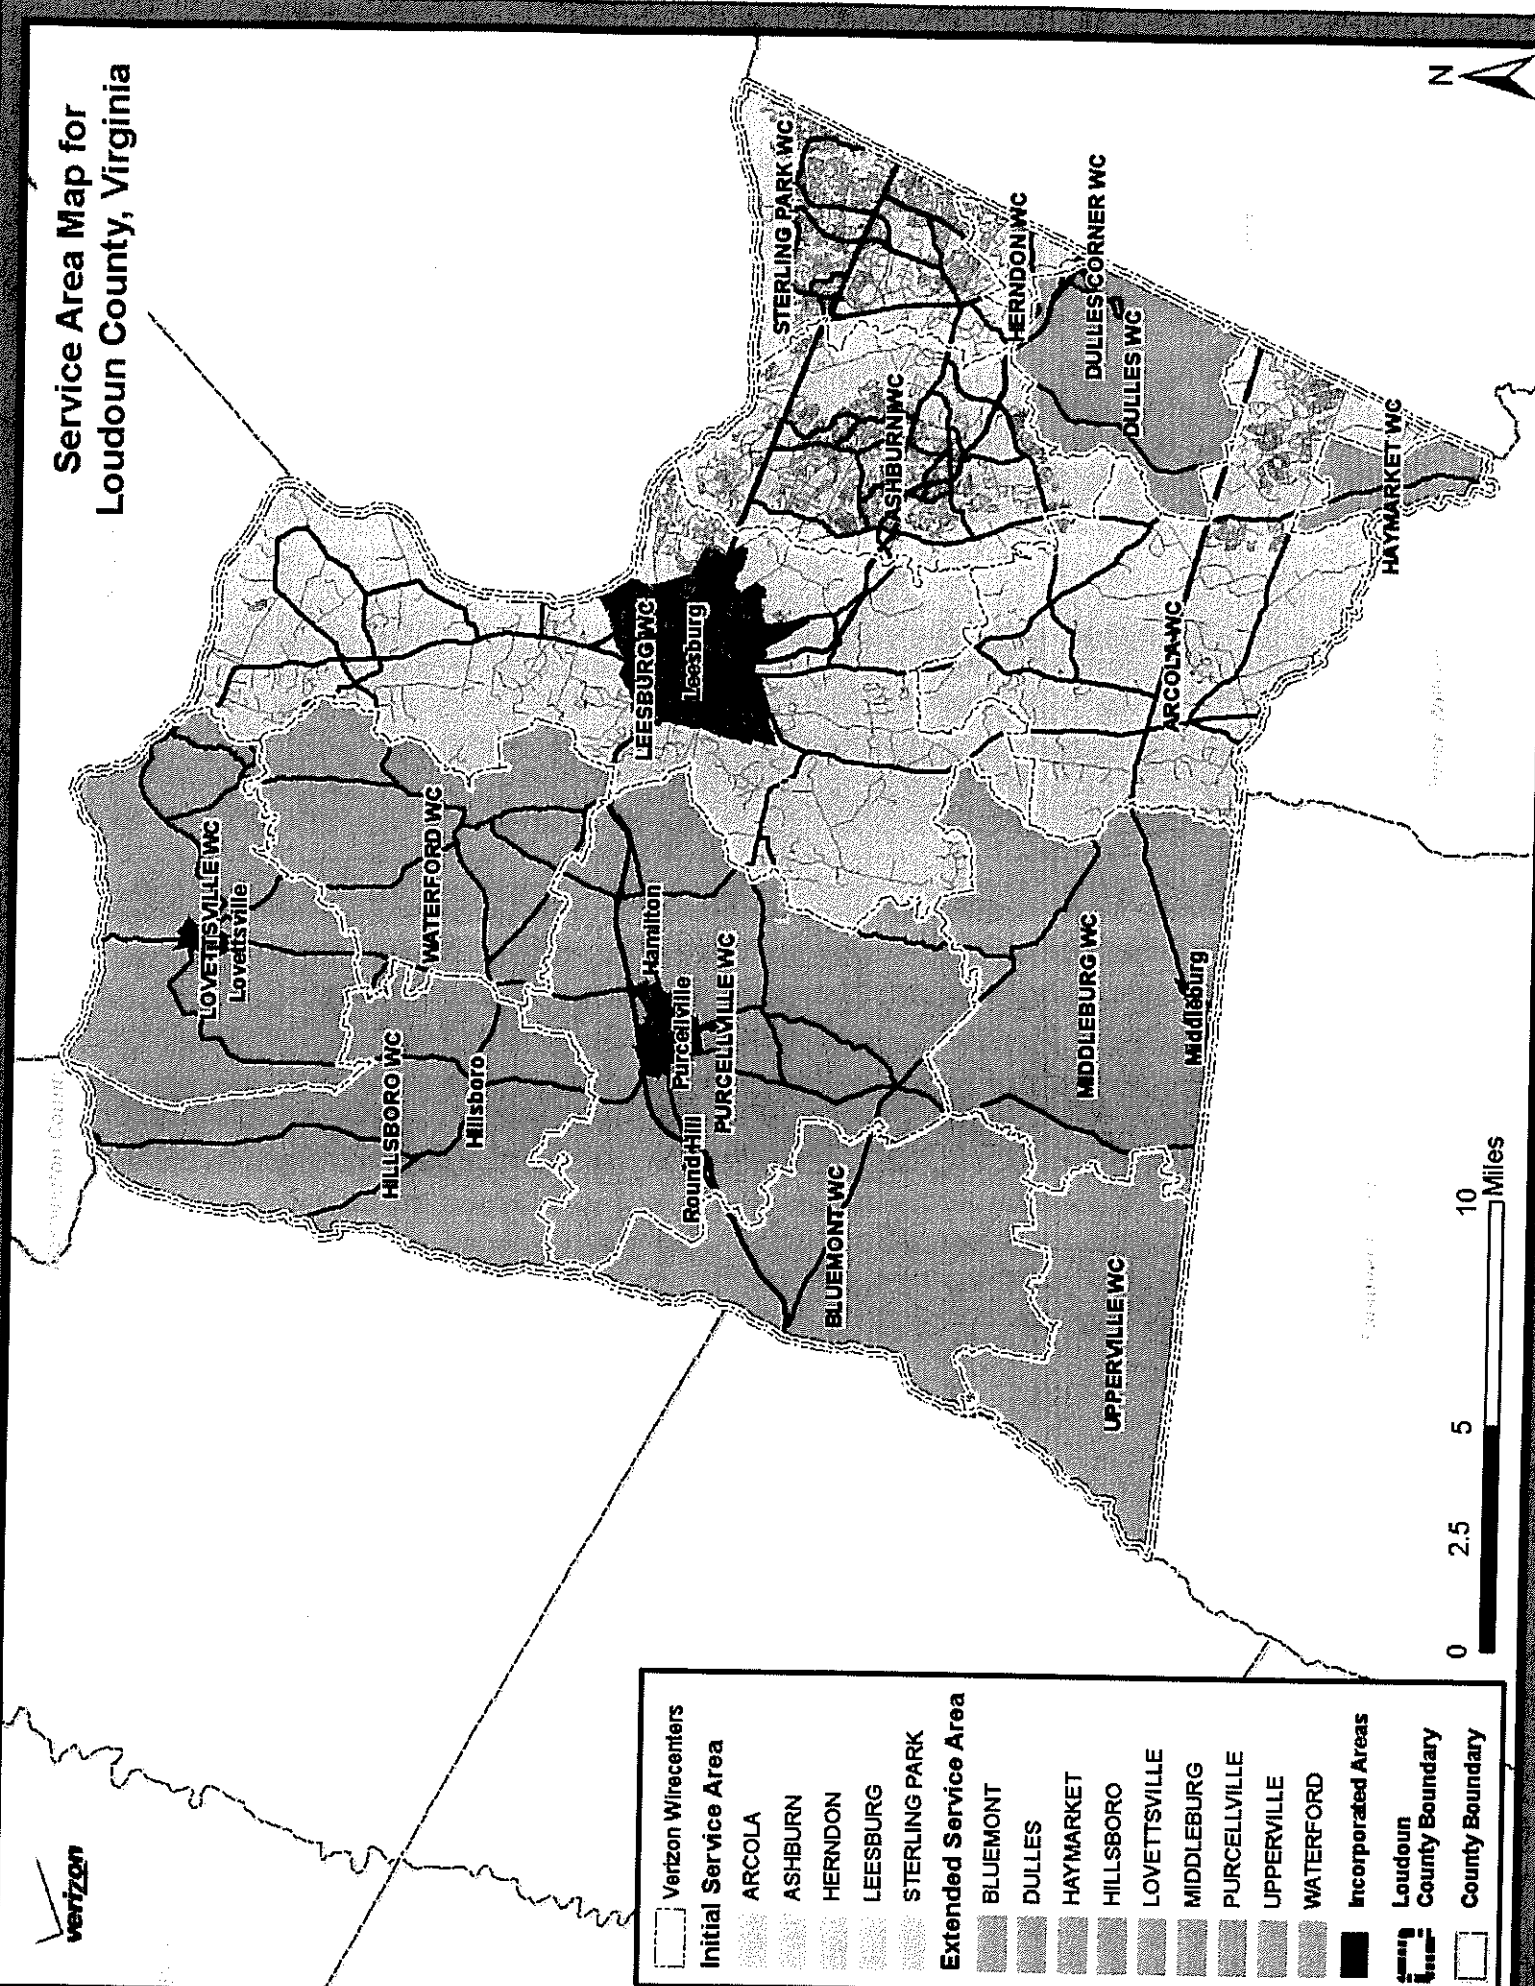 Service Area Map for
Loudoun County, Virginia
verizon
N
LOVETTSVILLE WC
Lovettsville
WATERFORD WC
HILLSBORO WC
Hillsboro
LEESBURG WC
Leesburg
Hamilton
Purcellville
PURCELLVILLE WC
Round Hill
BLUEMONT WC
UPPERVILLE WC
MIDDLEBURG WC
Middleburg
ARCOLA WC
ASHBURN WC
STERLING PARK WC
HERNDON WC
DULLES CORNER WC
DULLES WC
HAYMARKET WC
Verizon Wirecenters
Initial Service Area
ARCOLA
ASHBURN
HERNDON
LEESBURG
STERLING PARK
Extended Service Area
BLUEMONT
DULLES
HAYMARKET
HILLSBORO
LOVETTSVILLE
MIDDLEBURG
PURCELLVILLE
UPPERVILLE
WATERFORD
Incorporated Areas
Loudoun
County Boundary
County Boundary
0 2.5 5 10
Miles